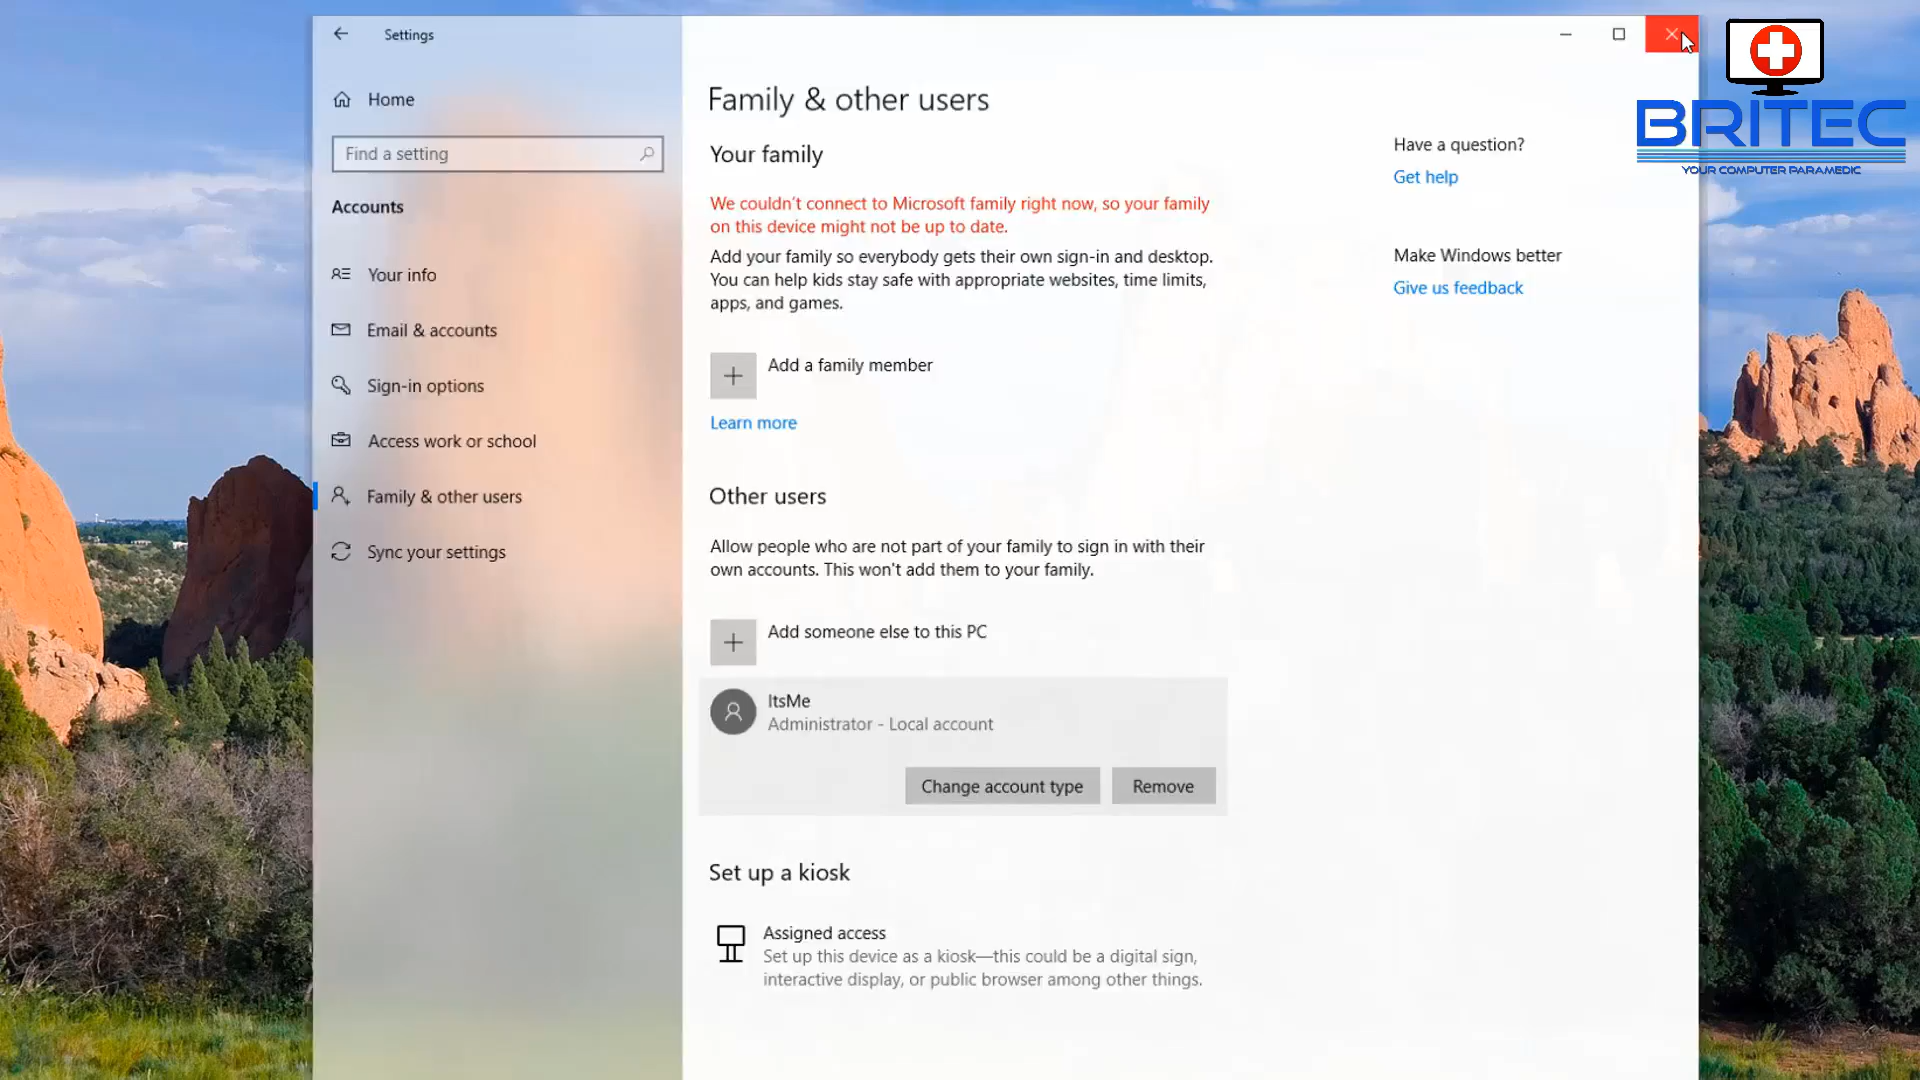 Settings
Home
Find a setting
Accounts
Your info
Email & accounts
Sign-in options
Access work or school
Family & other users
Sync your settings
Family & other users
Your family
We couldn't connect to Microsoft family right now, so your family
on this device might not be up to date.
Add your family so everybody gets their own sign-in and desktop.
You can help kids stay safe with appropriate websites, time limits,
apps, and games.
Add a family member
Learn more
Other users
Allow people who are not part of your family to sign in with their
own accounts. This won't add them to your family.
Add someone else to this PC
ItsMe
Administrator - Local account
Change account type
Remove
Set up a kiosk
Assigned access
Set up this device as a kiosk—this could be a digital sign,
interactive display, or public browser among other things.
Have a question?
Get help
Make Windows better
Give us feedback
BRITEC
YOUR COMPUTER PARAMEDIC